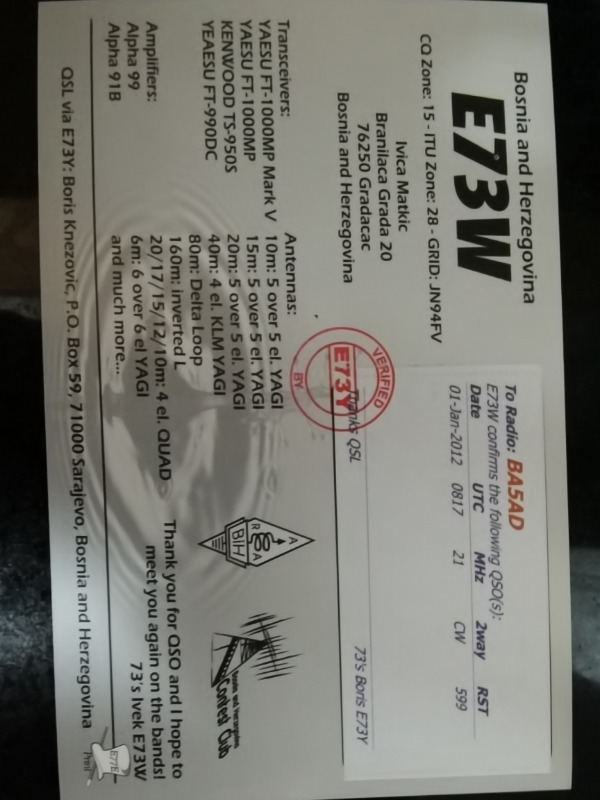 Bosnia and Herzegovina
E73W
CQ Zone: 15 - ITU Zone: 28 - GRID: JN94FV
Ivica Matkic
Branilaca Grada 20
76250 Gradacac
Bosnia and Herzegovina
To Radio: BA5AD
E73W confirms the following QSO(s):
Date UTC MHz 2way RST
01-Jan-2012 0817 21 CW 599
Thanks QSL
73's Boris E73Y
VERIFIED
E73Y
BY
Transceivers:
YAESU FT-1000MP Mark V
YAESU FT-1000MP
KENWOOD TS-950S
YEAESU FT-990DC
Amplifiers:
Alpha 99
Alpha 91B
Antennas:
10m: 5 over 5 el. YAGI
15m: 5 over 5 el. YAGI
20m: 5 over 5 el. YAGI
40m: 4 el. KLM YAGI
80m: Delta Loop
160m: inverted L
20/17/15/12/10m: 4 el. QUAD
6m: 6 over 6 el YAGI
and much more....
A
R
A
BIH
Bosnia and Herzegovina
Contest Club
Thank you for QSO and I hope to
meet you again on the bands!
73's Ivek E73W
QSL via E73Y: Boris Knezovic, P.O. Box 59, 71000 Sarajevo, Bosnia and Herzegovina
E77E
Print